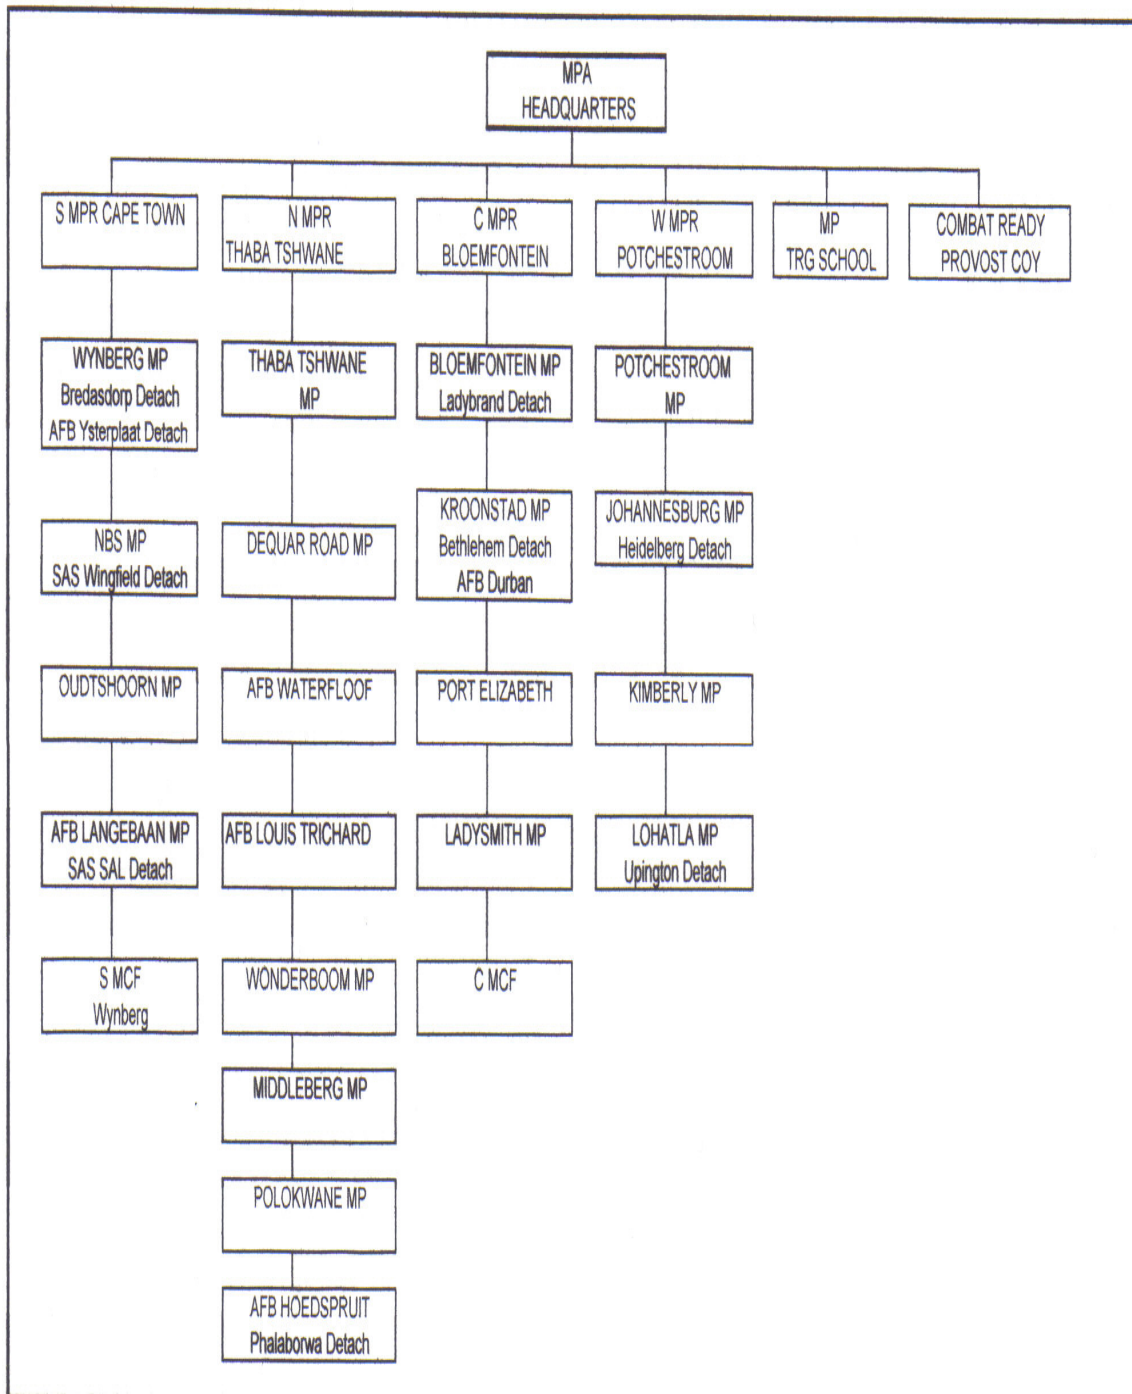 MPA
HEADQUARTERS
S MPR CAPE TOWN
N MPR
THABA TSHWANE
C MPR
BLOEMFONTEIN
W MPR
POTCHESTROOM
MP
TRG SCHOOL
COMBAT READY
PROVOST COY
WYNBERG MP
Bredasdorp Detach
AFB Ysterplaat Detach
THABA TSHWANE
MP
BLOEMFONTEIN MP
Ladybrand Detach
POTCHESTROOM
MP
NBS MP
SAS Wingfield Detach
DEQUAR ROAD MP
KROONSTAD MP
Bethlehem Detach
AFB Durban
JOHANNESBURG MP
Heidelberg Detach
OUDTSHOORN MP
AFB WATERFLOOF
PORT ELIZABETH
KIMBERLY MP
AFB LANGEBAAN MP
SAS SAL Detach
AFB LOUIS TRICHARD
LADYSMITH MP
LOHATLA MP
Upington Detach
S MCF
Wynberg
WONDERBOOM MP
C MCF
MIDDLEBERG MP
POLOKWANE MP
AFB HOEDSPRUIT
Phalaborwa Detach